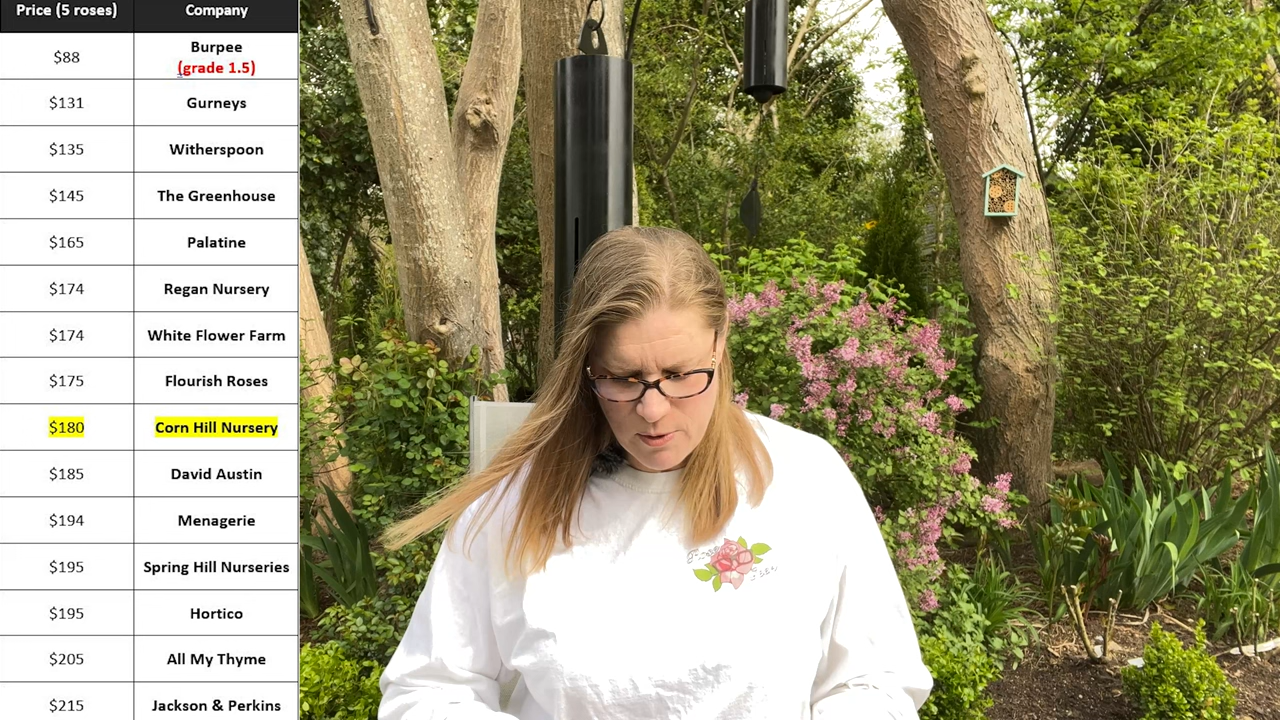 Price (5 roses) Company
$88 Burpee
(grade 1.5)
$131 Gurneys
$135 Witherspoon
$145 The Greenhouse
$165 Palatine
$174 Regan Nursery
$174 White Flower Farm
$175 Flourish Roses
$180 Corn Hill Nursery
$185 David Austin
$194 Menagerie
$195 Spring Hill Nurseries
$195 Hortico
$205 All My Thyme
$215 Jackson & Perkins